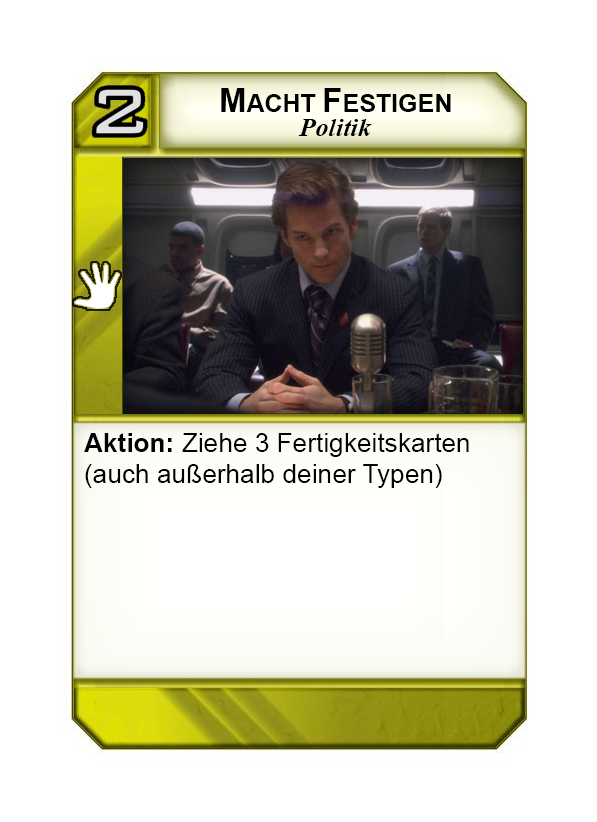 2
MACHT FESTIGEN
Politik
Aktion: Ziehe 3 Fertigkeitskarten
(auch außerhalb deiner Typen)